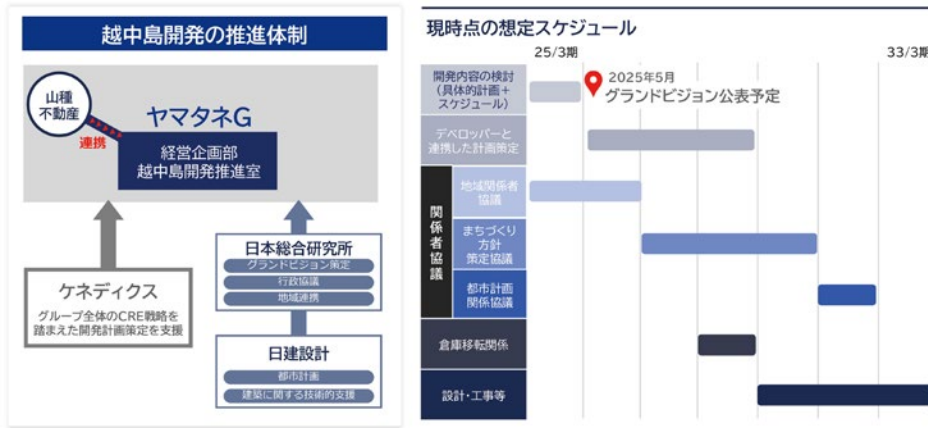 越中島開発の推進体制
山種
不動産
連携
ヤマタネG
経営企画部
越中島開発推進室
ケネディクス
グループ全体のCRE戦略を
踏まえた開発計画策定を支援
日本総合研究所
グランドビジョン策定
行政協議
地域連携
日建設計
都市計画
建築に関する技術的支援
現時点の想定スケジュール
25/3期
33/3期
開発内容の検討
(具体的計画+
スケジュール)
2025年5月
グランドビジョン公表予定
デベロッパーと
連携した計画策定
関係者協議
地域関係者
協議
まちづくり
方針
策定協議
都市計画
関係協議
倉庫移転関係
設計・工事等